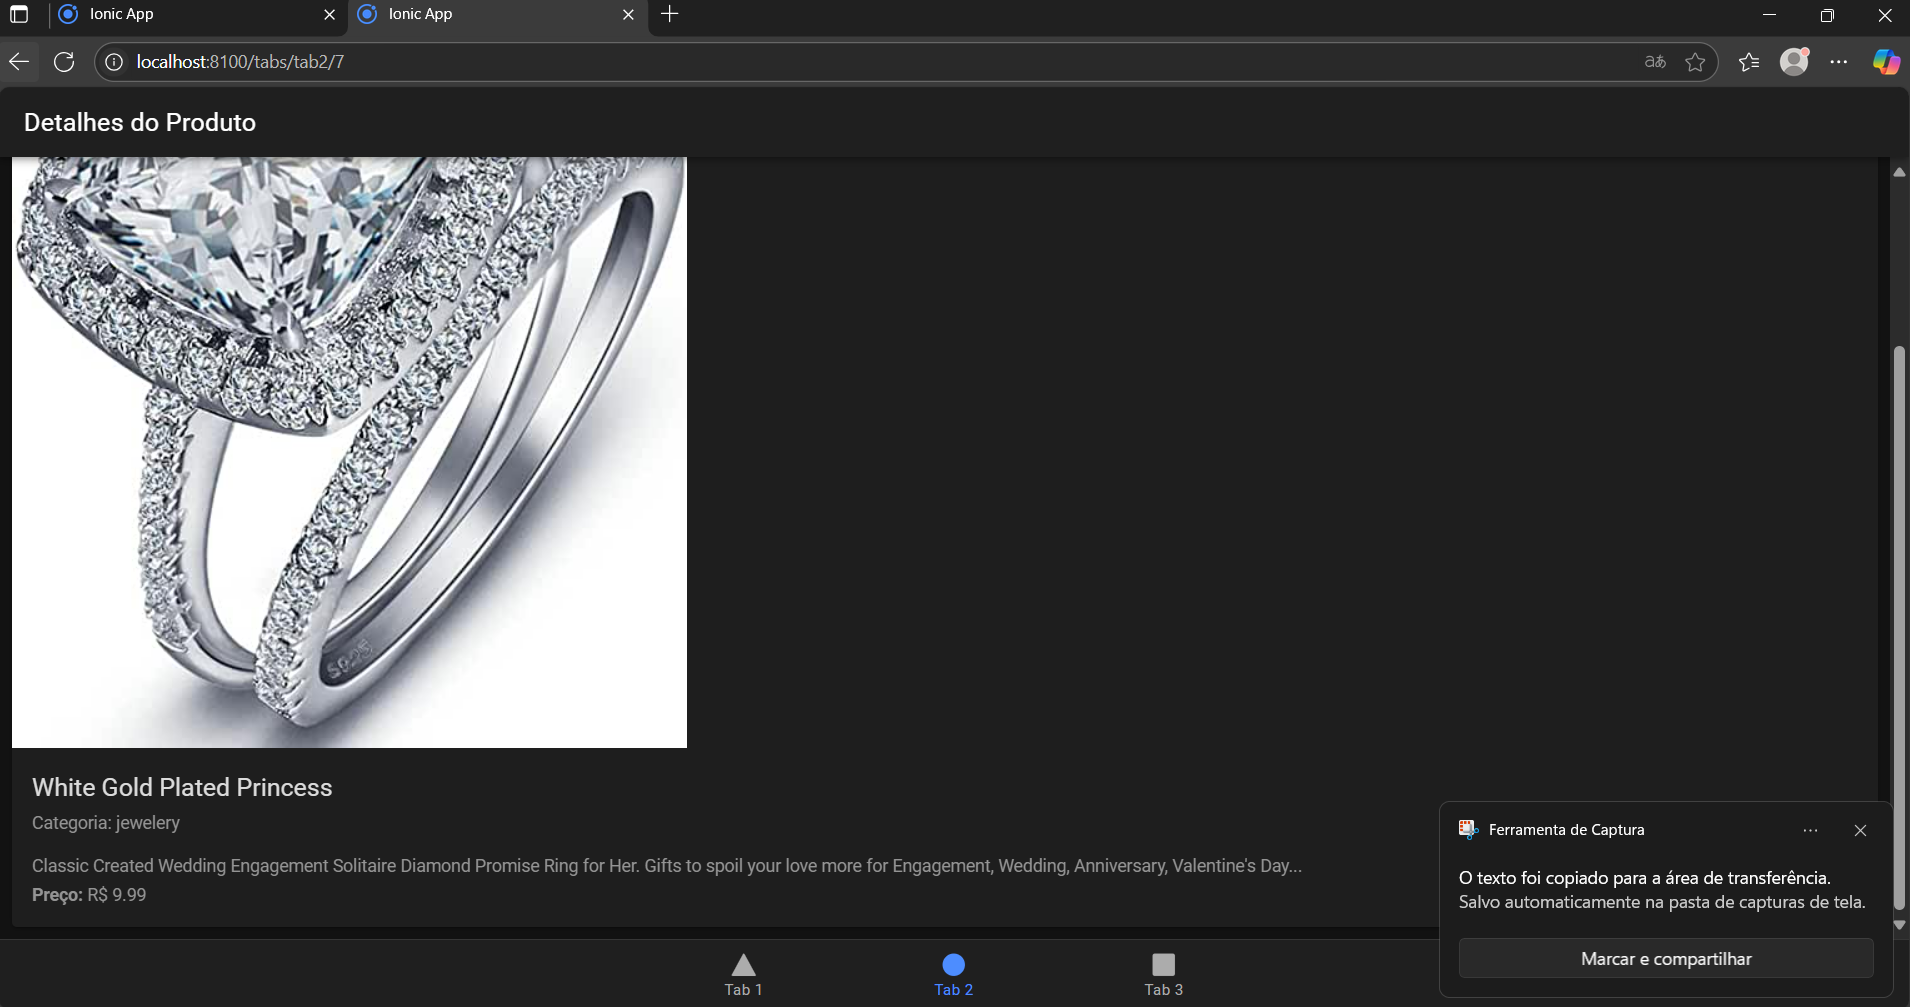 Ionic App
Ionic App
localhost:8100/tabs/tab2/7
aあ
Detalhes do Produto
S925
White Gold Plated Princess
Categoria: jewelery
Classic Created Wedding Engagement Solitaire Diamond Promise Ring for Her. Gifts to spoil your love more for Engagement, Wedding, Anniversary, Valentine's Day...
Preço: R$ 9.99
Ferramenta de Captura
O texto foi copiado para a área de transferência.
Salvo automaticamente na pasta de capturas de tela.
Marcar e compartilhar
Tab 1
Tab 2
Tab 3